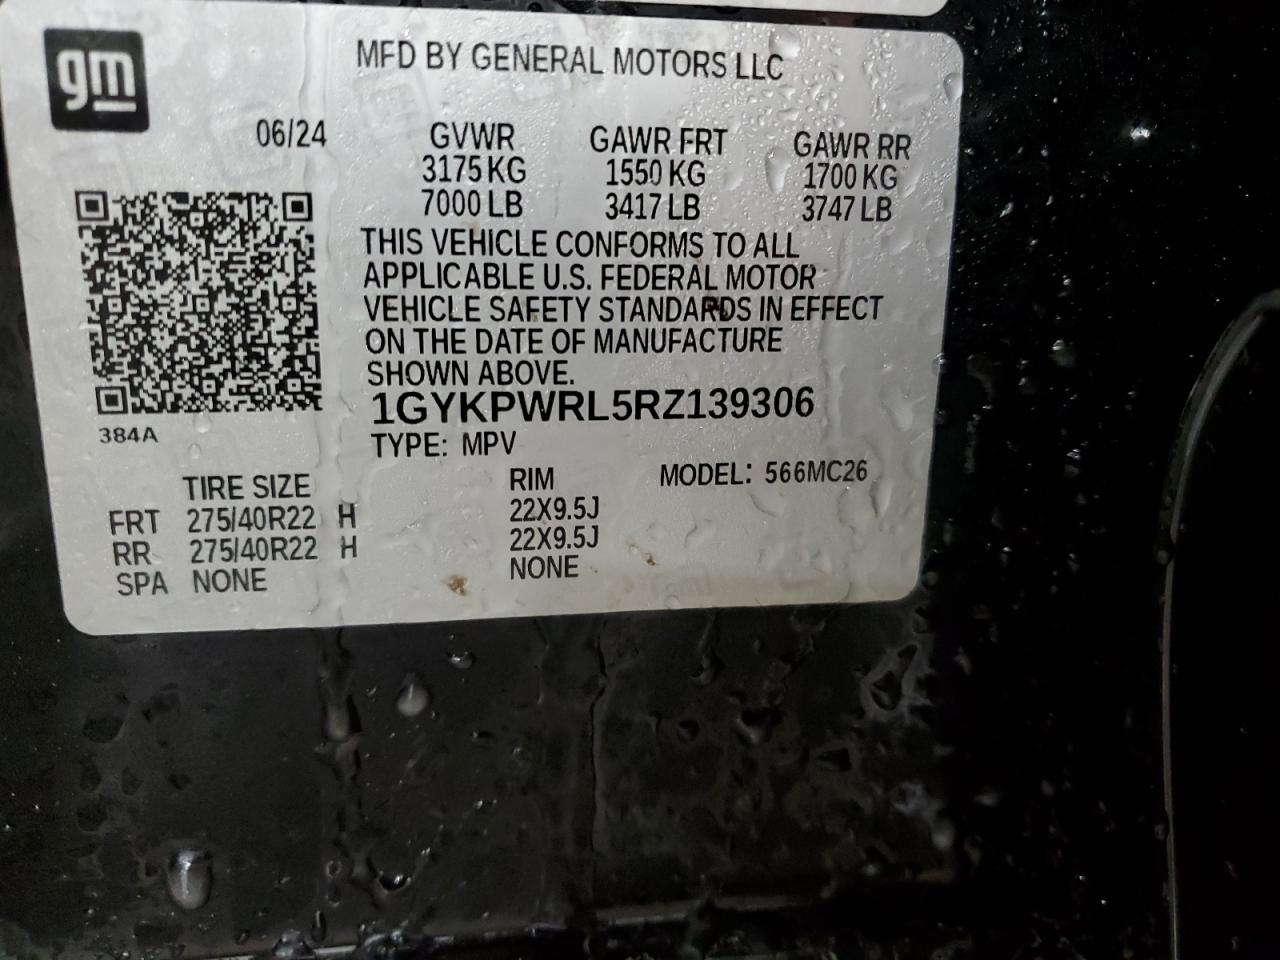 gm
MFD BY GENERAL MOTORS LLC
06/24 GVWR GAWR FRT GAWR RR
3175 KG 1550 KG 1700 KG
7000 LB 3417 LB 3747 LB
THIS VEHICLE CONFORMS TO ALL
APPLICABLE U.S. FEDERAL MOTOR
VEHICLE SAFETY STANDARDS IN EFFECT
ON THE DATE OF MANUFACTURE
SHOWN ABOVE.
1GYKPWRL5RZ139306
384A
TYPE: MPV
TIRE SIZE RIM MODEL: 566MC26
FRT 275/40R22 H 22X9.5J
RR 275/40R22 H 22X9.5J
SPA NONE NONE